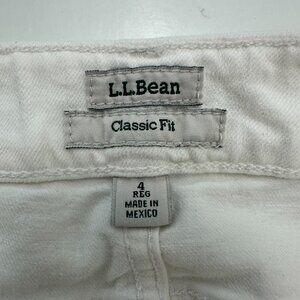 L.L.Bean
Classic Fit
4
REG
MADE IN
MEXICO